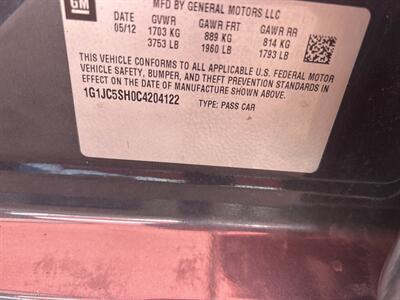 GM
MFD BY GENERAL MOTORS LLC
DATE GVWR GAWR FRT GAWR RR
05/12 1703 KG 889 KG 814 KG
3753 LB 1960 LB 1793 LB
THIS VEHICLE CONFORMS TO ALL APPLICABLE U.S. FEDERAL MOTOR
VEHICLE SAFETY, BUMPER, AND THEFT PREVENTION STANDARDS
IN EFFECT ON THE DATE OF MANUFACTURE SHOWN ABOVE.
1G1JC5SH0C4204122 TYPE: PASS CAR